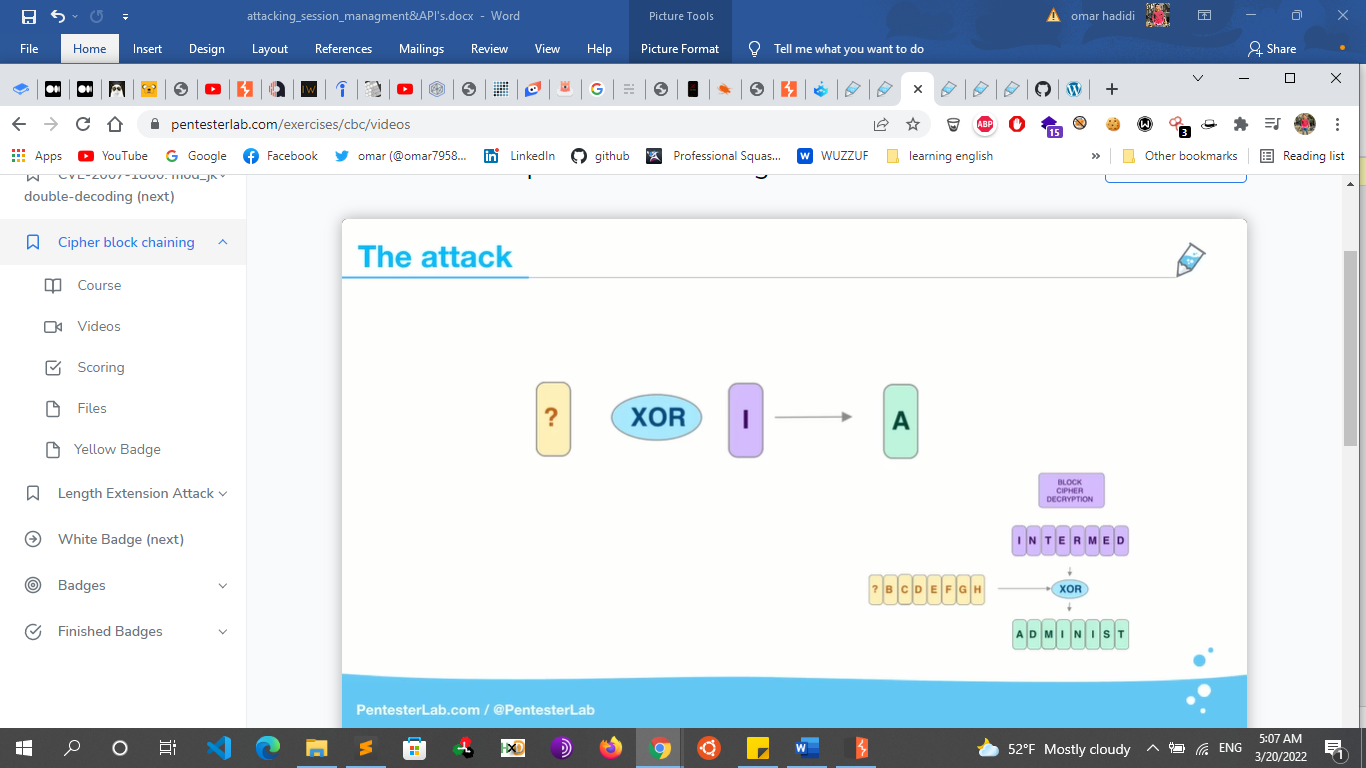 attacking_session_managment&API's.docx - Word
Picture Tools
omar hadidi
File Home Insert Design Layout References Mailings Review View Help Picture Format Tell me what you want to do Share
pentesterlab.com/exercises/cbc/videos
ABP
15
3
Apps YouTube Google Facebook omar (@omar7958... LinkedIn github Professional Squas... WUZZUF learning english » Other bookmarks Reading list
double-decoding (next)
Cipher block chaining
Course
Videos
Scoring
Files
Yellow Badge
Length Extension Attack
White Badge (next)
Badges
Finished Badges
The attack
? XOR I A
BLOCK
CIPHER
DECRYPTION
I N T E R M E D
? B C D E F G H XOR
A D M I N I S T
PentesterLab.com / @PentesterLab
52°F Mostly cloudy ENG 5:07 AM
3/20/2022
1